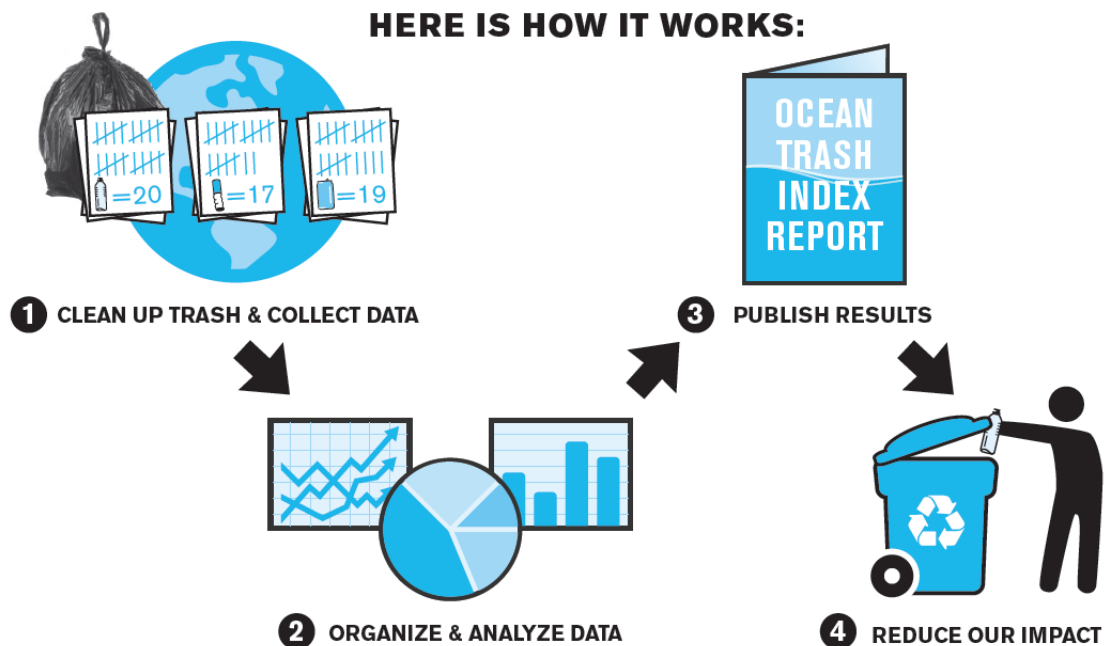 HERE IS HOW IT WORKS:
=20
=17
=19
1 CLEAN UP TRASH & COLLECT DATA
OCEAN
TRASH
INDEX
REPORT
3 PUBLISH RESULTS
2 ORGANIZE & ANALYZE DATA
4 REDUCE OUR IMPACT